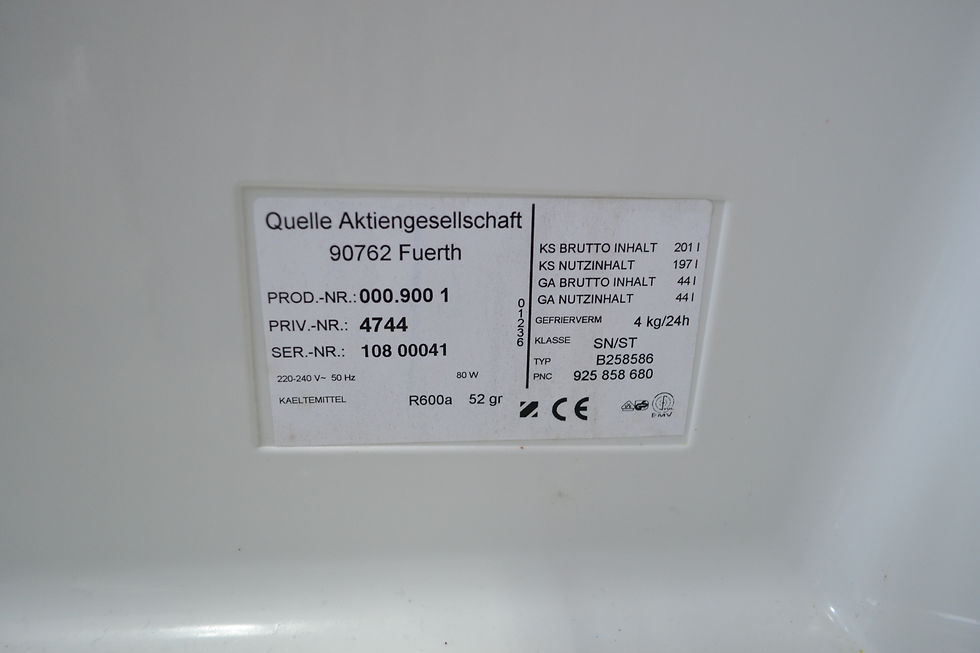 Quelle Aktiengesellschaft
90762 Fuerth
PROD.-NR.: 000.900 1
PRIV.-NR.: 4744
SER.-NR.: 108 00041
220-240 V~ 50 Hz 80 W
KAELTEMITTEL R600a 52 gr
01236
KS BRUTTO INHALT 201 l
KS NUTZINHALT 197 l
GA BRUTTO INHALT 44 l
GA NUTZINHALT 44 l
GEFRIERVERM 4 kg/24h
KLASSE SN/ST
TYP B258586
PNC 925 858 680
CE
EMV